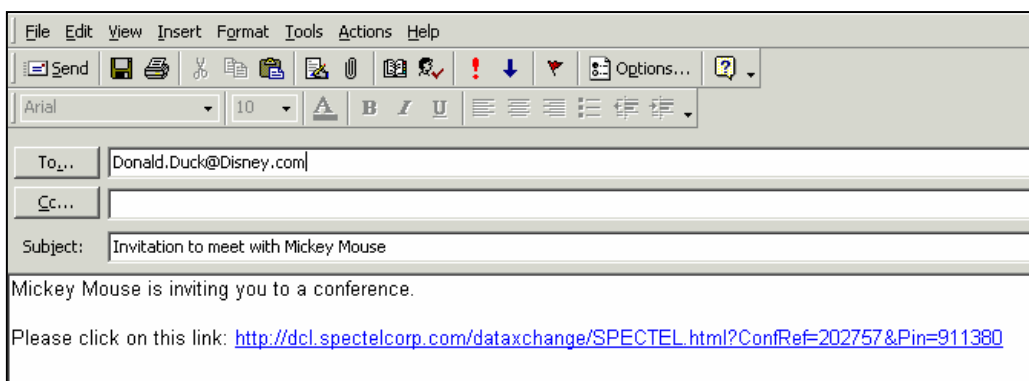 File Edit View Insert Format Tools Actions Help
Send Options...
Arial 10 A B I U
To... Donald.Duck@Disney.com
Cc...
Subject: Invitation to meet with Mickey Mouse
Mickey Mouse is inviting you to a conference.
Please click on this link: http://dcl.spectelcorp.com/dataxchange/SPECTEL.html?ConfRef=202757&Pin=911380